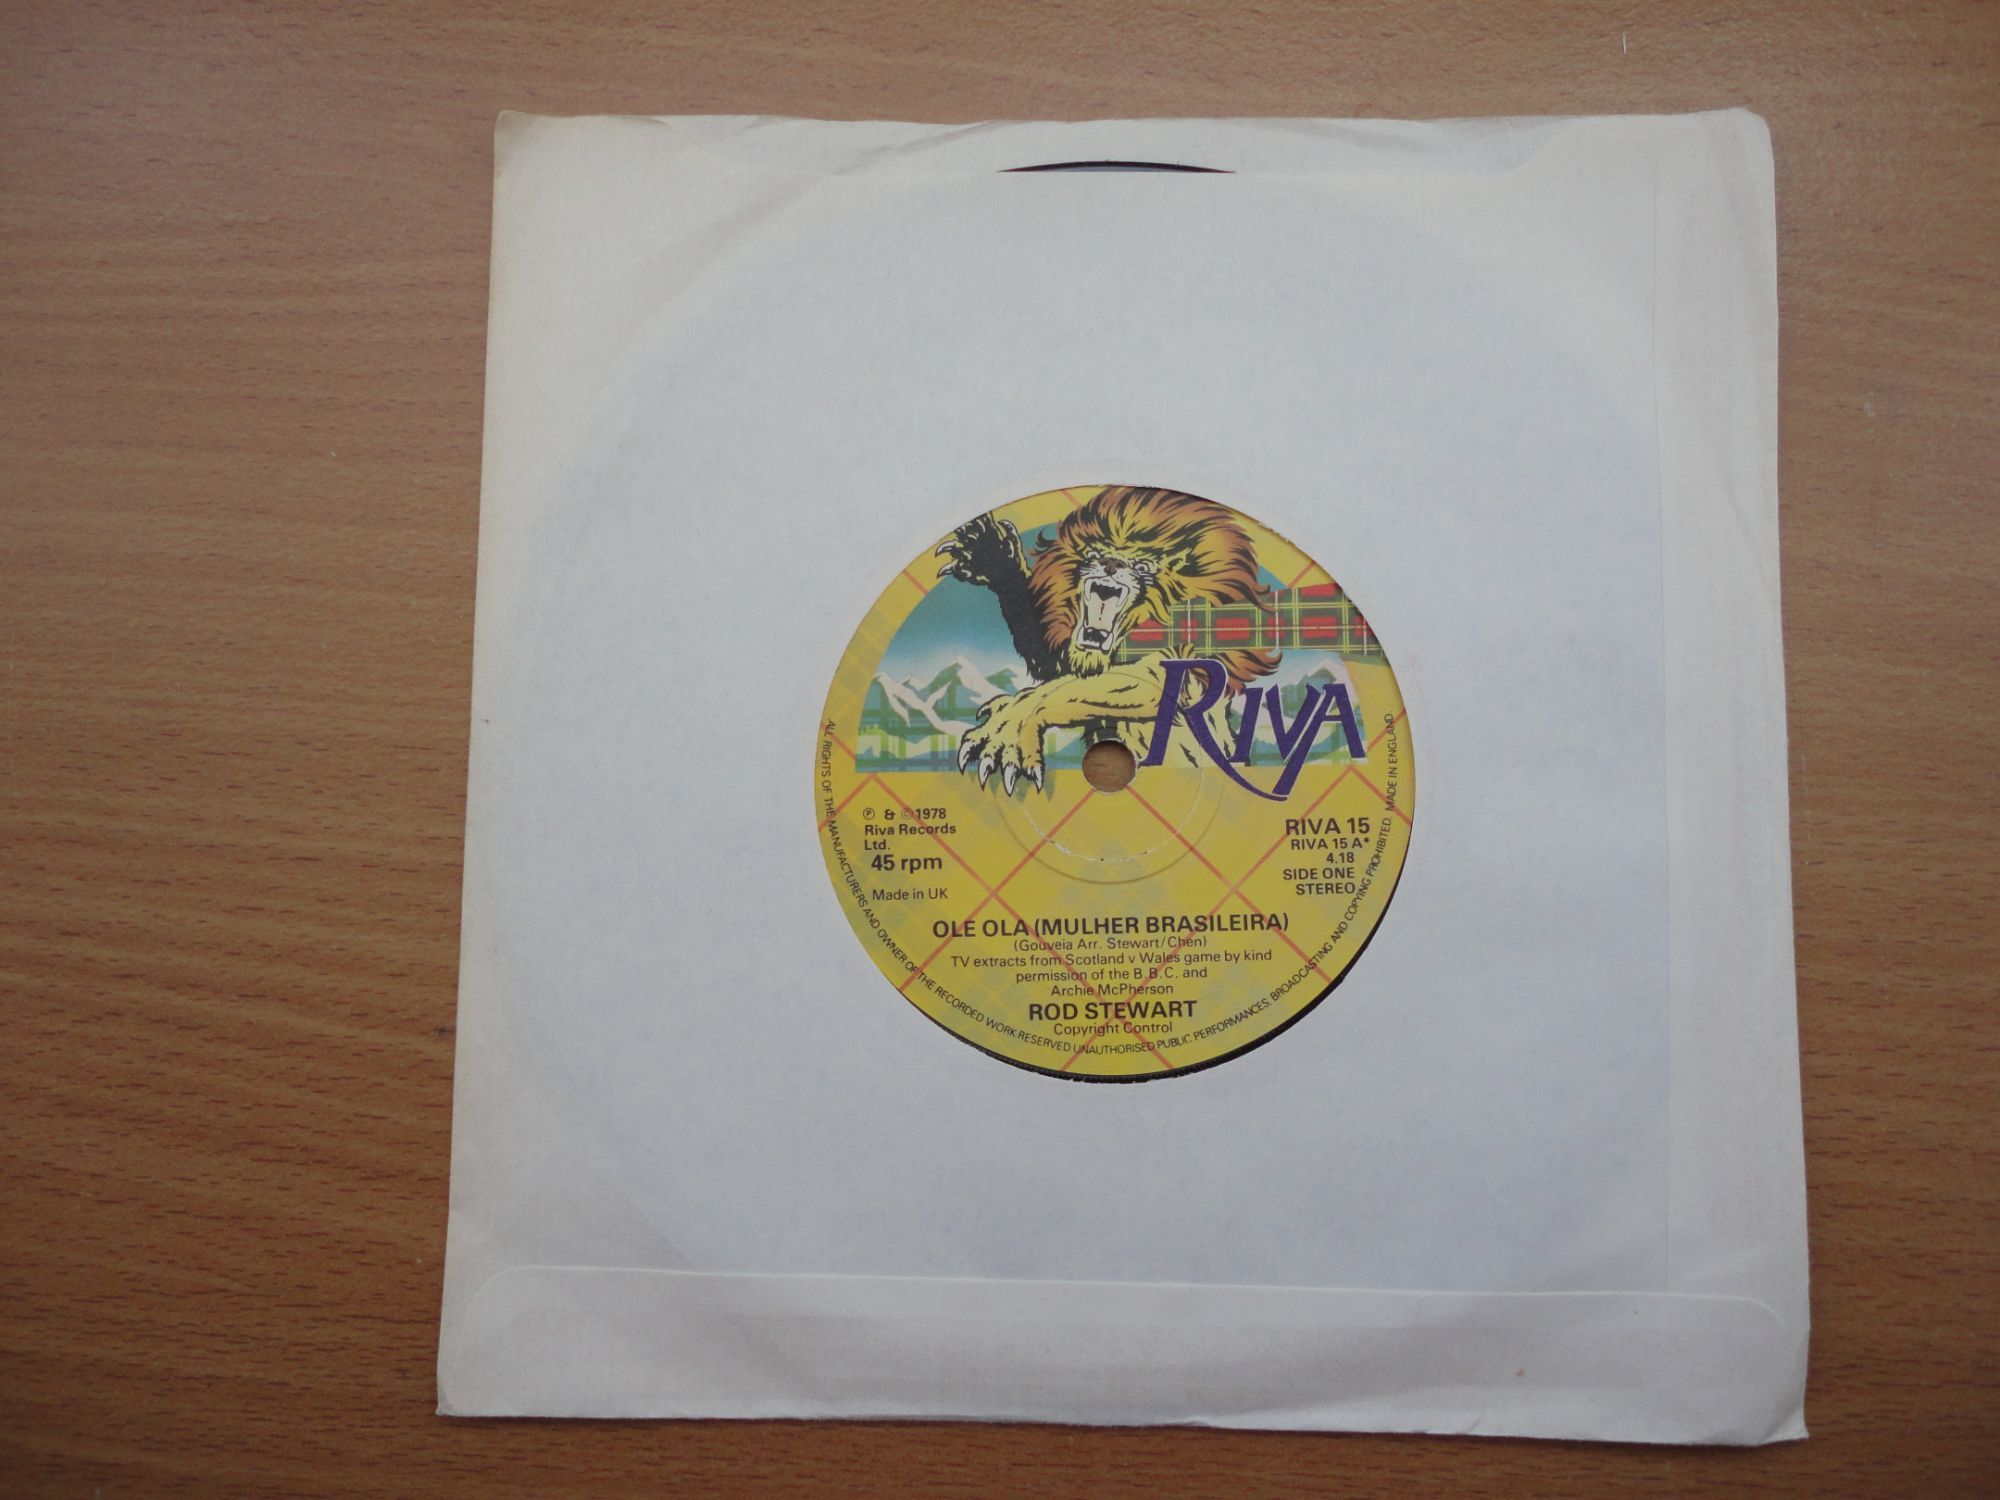 RIVA
℗ & © 1978
Riva Records
Ltd.
45 rpm
Made in UK
RIVA 15
RIVA 15 A*
4.18
SIDE ONE
STEREO
OLE OLA (MULHER BRASILEIRA)
(Gouveia Arr. Stewart/Chen)
TV extracts from Scotland v Wales game by kind
permission of the B.B.C. and
Archie McPherson
ROD STEWART
Copyright Control
ALL RIGHTS OF THE MANUFACTURERS AND OWNER OF THE RECORDED WORK RESERVED UNAUTHORISED PUBLIC PERFORMANCES. BROADCASTING AND COPYING PROHIBITED. MADE IN ENGLAND